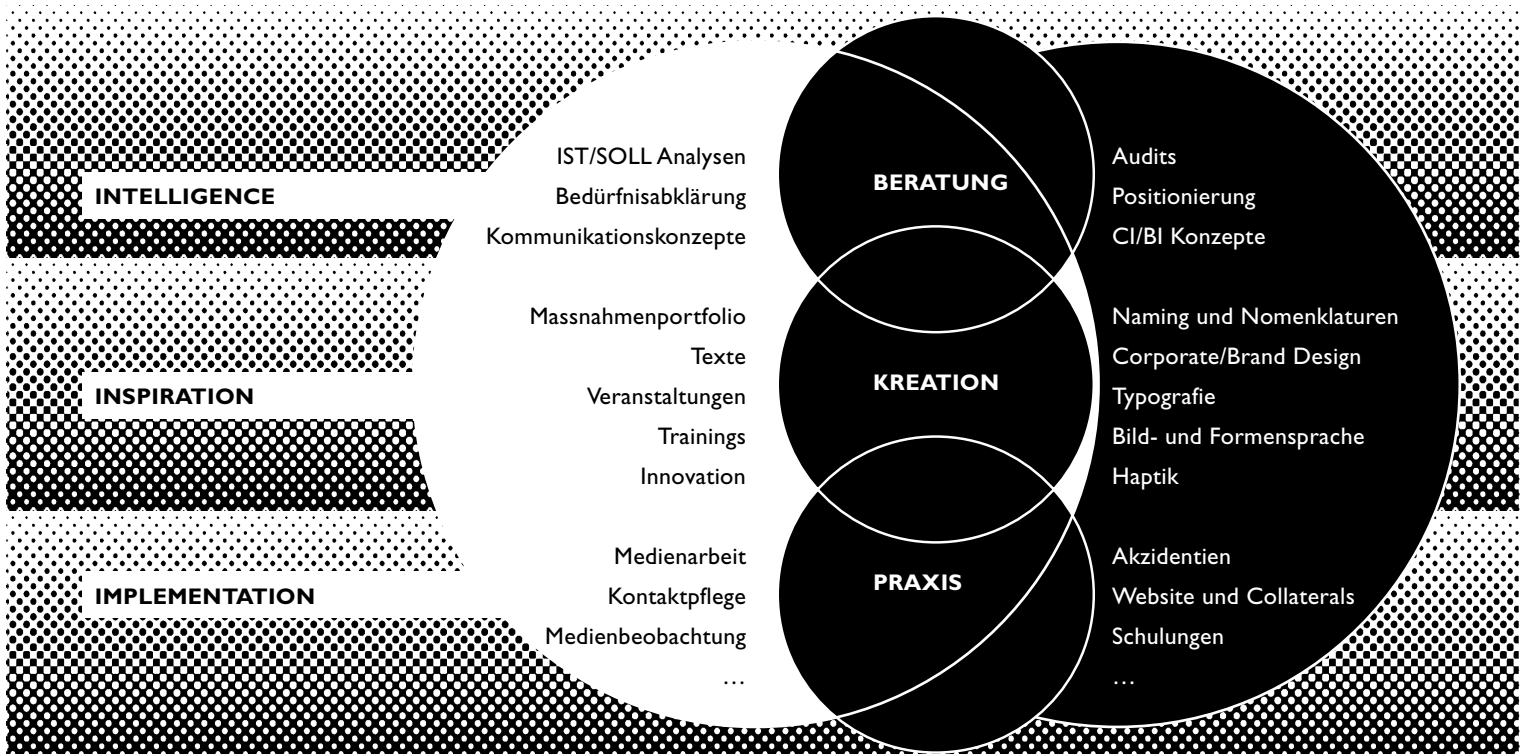 INTELLIGENCE
IST/SOLL Analysen
Bedürfnisabklärung
Kommunikationskonzepte
BERATUNG
Audits
Positionierung
CI/BI Konzepte
INSPIRATION
Massnahmenportfolio
Texte
Veranstaltungen
Trainings
Innovation
KREATION
Naming und Nomenklaturen
Corporate/Brand Design
Typografie
Bild- und Formensprache
Haptik
IMPLEMENTATION
Medienarbeit
Kontaktpflege
Medienbeobachtung
…
PRAXIS
Akzidentien
Website und Collaterals
Schulungen
…